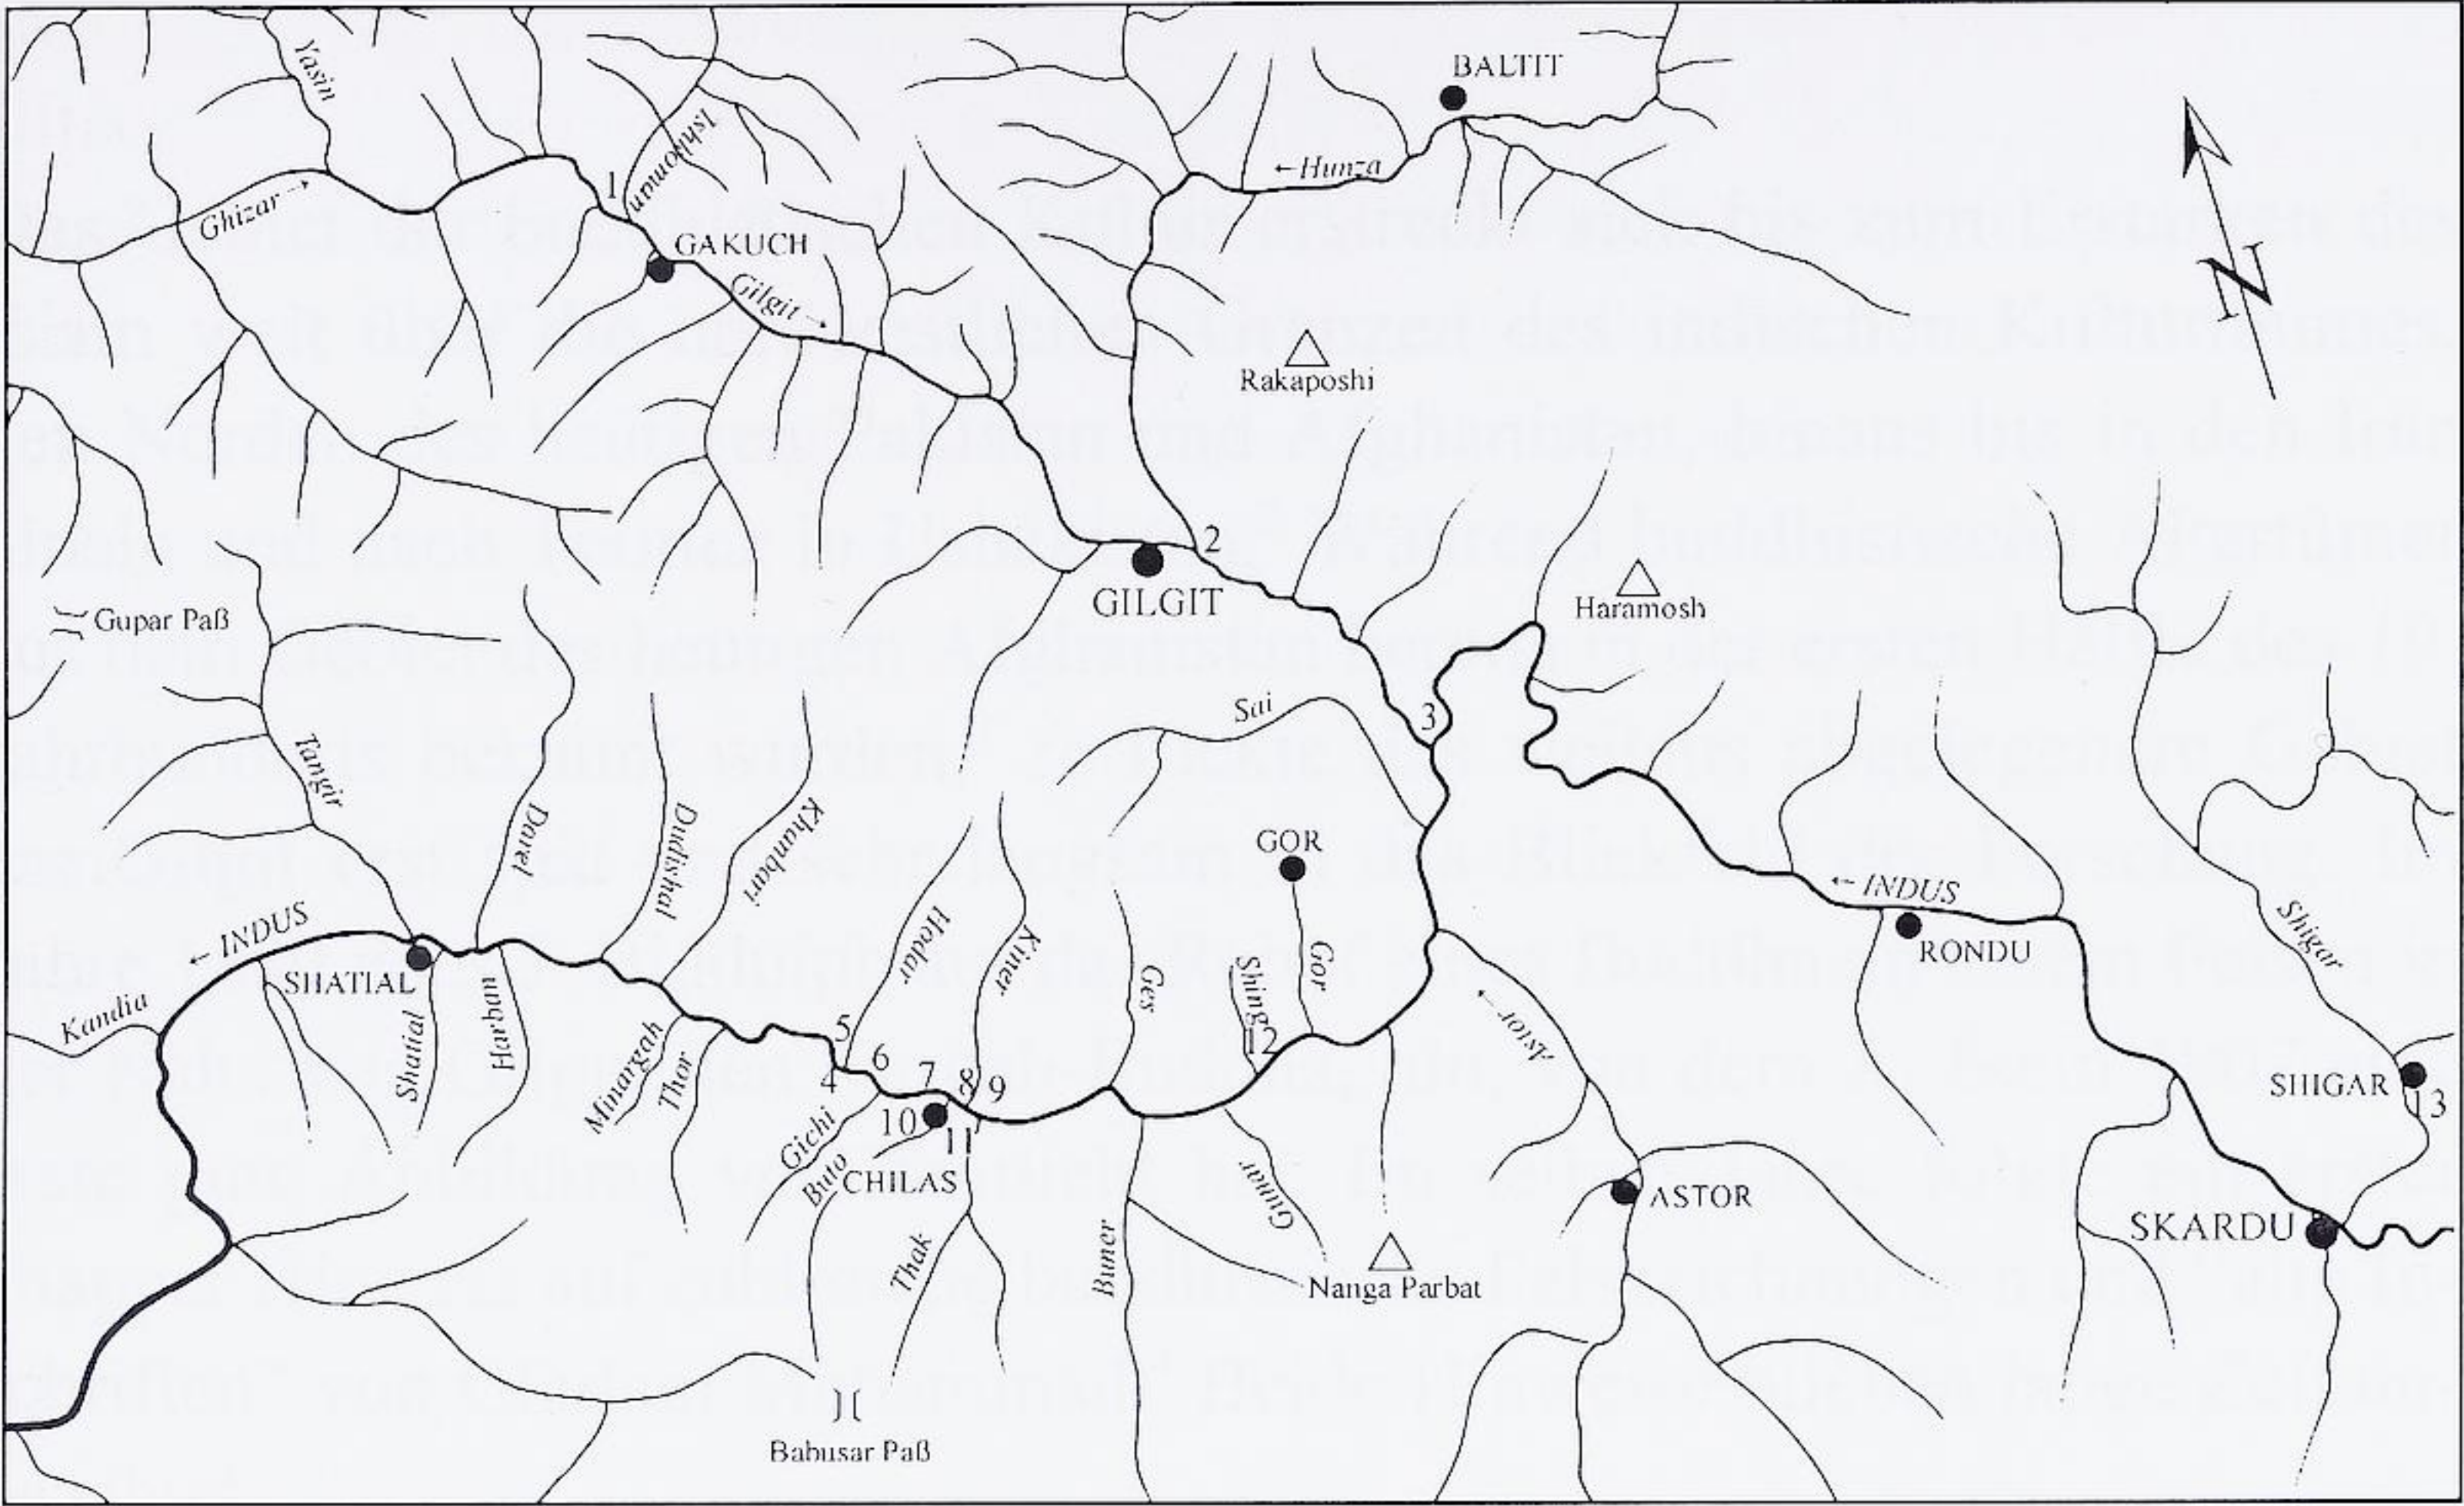 BALTIT
Yasin
Ishkoman
←Hunza
1
Ghizar →
GAKUCH
Gilgit →
N
Rakaposhi
2
GILGIT
Haramosh
Gupar Paß
Sai
3
Tangir
Darel
Dudishal
Khanbari
GOR
← INDUS
← INDUS
Hodar
Kiner
Ges
Shing
Gor
RONDU
Shigar
SHATIAL
Kandia
Shatial
Harban
Minargah
Thor
5
12
← Astor
4
6
7
8
9
SHIGAR
13
10
11
Gichi
Buto
CHILAS
Gunar
ASTOR
Thak
Buner
SKARDU
Nanga Parbat
Babusar Paß